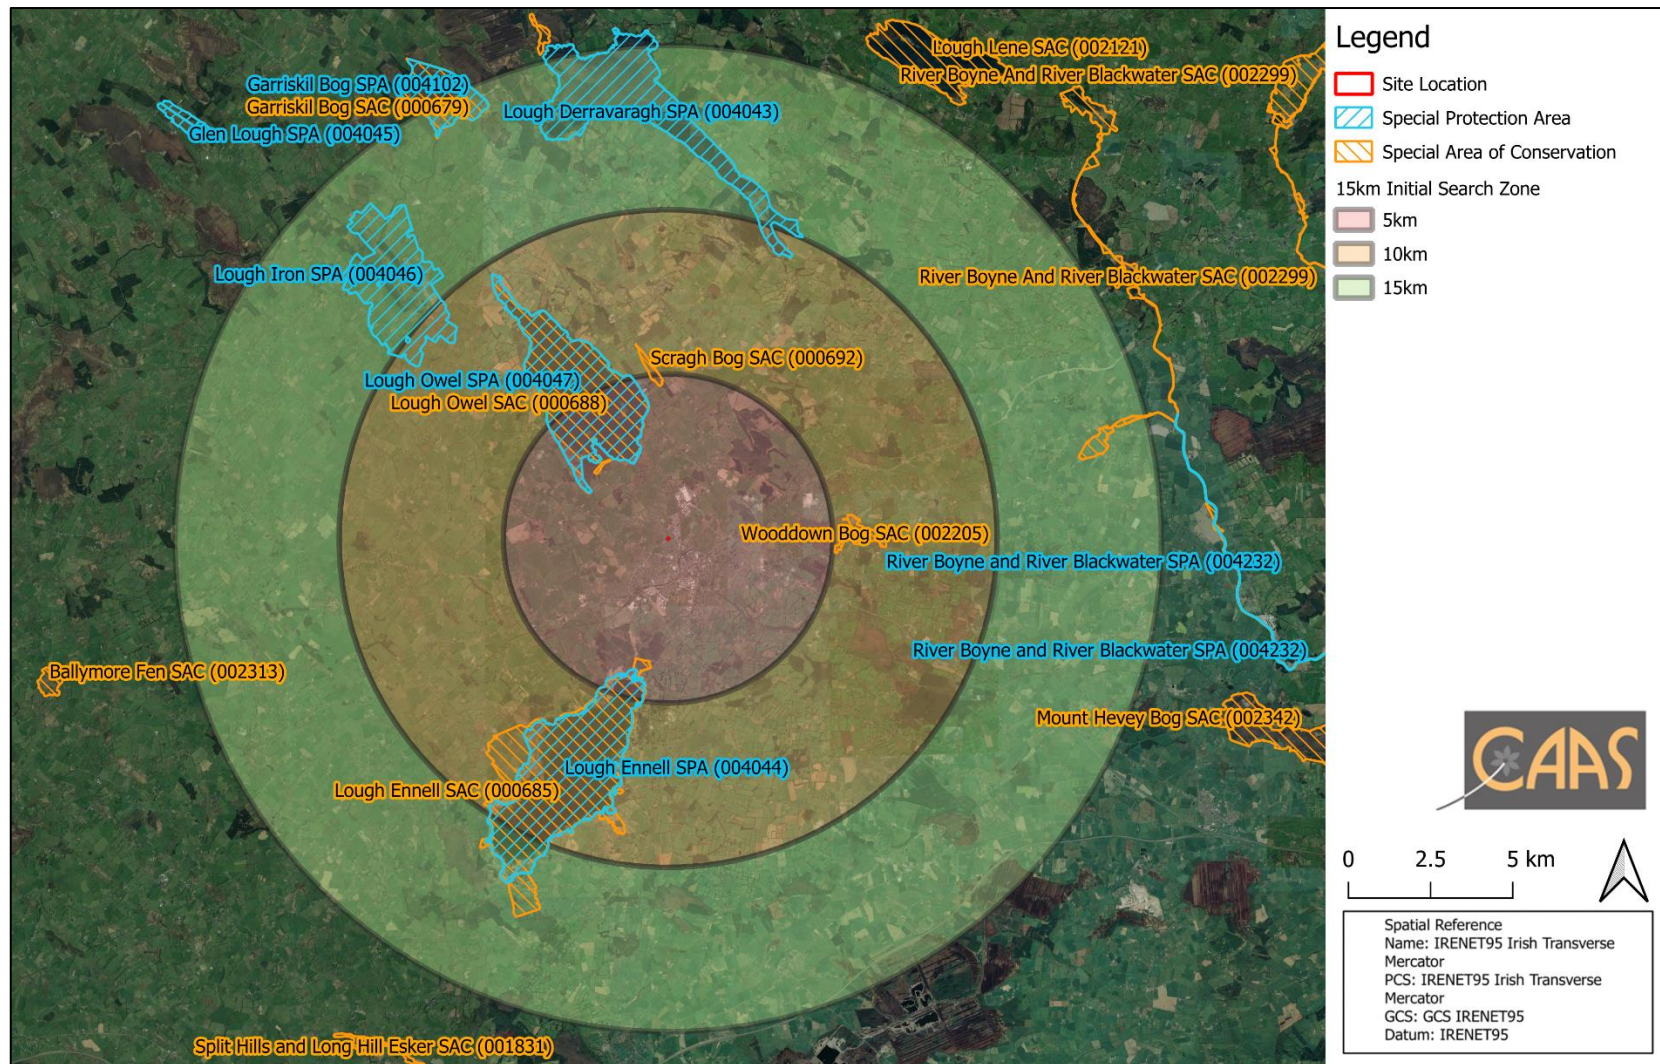 Lough Lene SAC (002121)
River Boyne And River Blackwater SAC (002299)
Garriskil Bog SPA (004102)
Garriskil Bog SAC (000679)
Glen Lough SPA (004045)
Lough Derravaragh SPA (004043)
Lough Iron SPA (004046)
River Boyne And River Blackwater SAC (002299)
Scragh Bog SAC (000692)
Lough Owel SPA (004047)
Lough Owel SAC (000688)
Wooddown Bog SAC (002205)
River Boyne and River Blackwater SPA (004232)
River Boyne and River Blackwater SPA (004232)
Ballymore Fen SAC (002313)
Mount Hevey Bog SAC (002342)
Lough Ennell SPA (004044)
Lough Ennell SAC (000685)
Split Hills and Long Hill Esker SAC (001831)
Legend
Site Location
Special Protection Area
Special Area of Conservation
15km Initial Search Zone
5km
10km
15km
CAAS
0 2.5 5 km
Spatial Reference
Name: IRENET95 Irish Transverse
Mercator
PCS: IRENET95 Irish Transverse
Mercator
GCS: GCS IRENET95
Datum: IRENET95